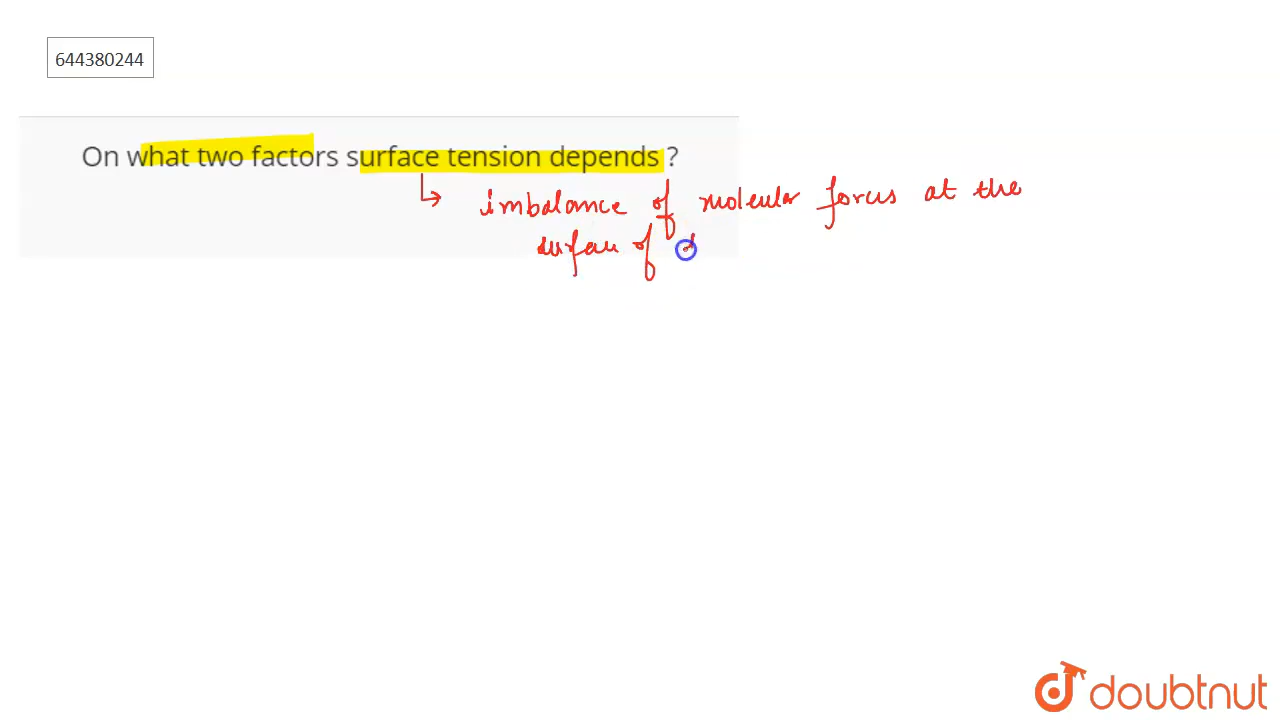 644380244
On what two factors surface tension depends ?
imbalance of molecular forces at the
surface of
doubtnut